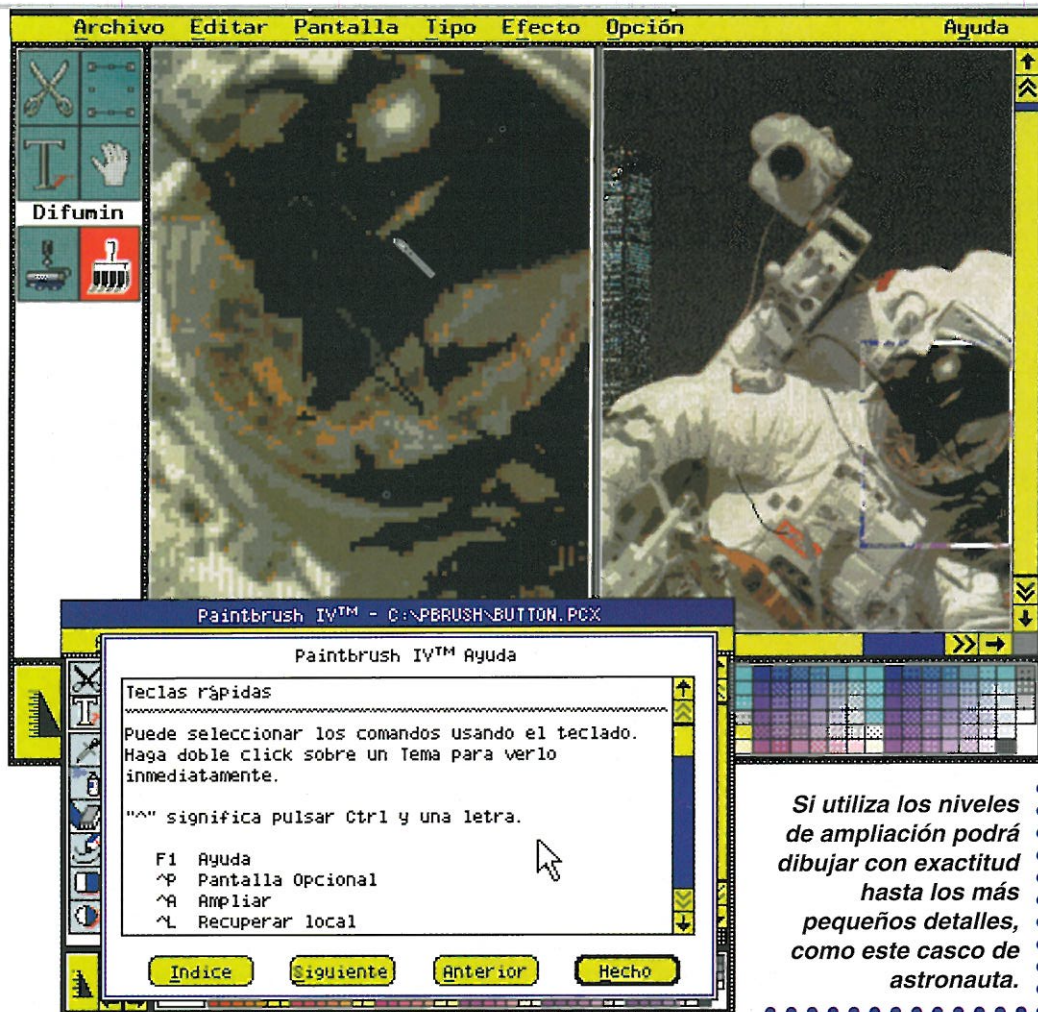 Archivo Editar Pantalla Tipo Efecto Opción Ayuda
T
Difumin
Paintbrush IV™ - C:\PBRUSH\BUTTON.PCX
Paintbrush IV™ Ayuda
Teclas rápidas
Puede seleccionar los comandos usando el teclado.
Haga doble click sobre un Tema para verlo
inmediatamente.
"^" significa pulsar Ctrl y una letra.
F1 Ayuda
^P Pantalla Opcional
^A Ampliar
^L Recuperar local
Indice Siguiente Anterior Hecho
T
Si utiliza los niveles
de ampliación podrá
dibujar con exactitud
hasta los más
pequeños detalles,
como este casco de
astronauta.